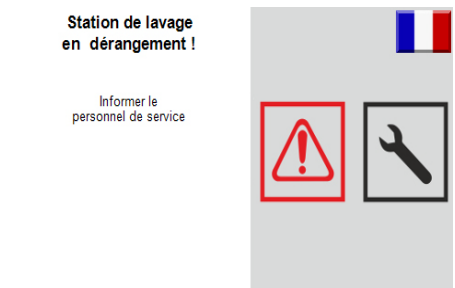 Station de lavage
en dérangement !
Informer le
personnel de service